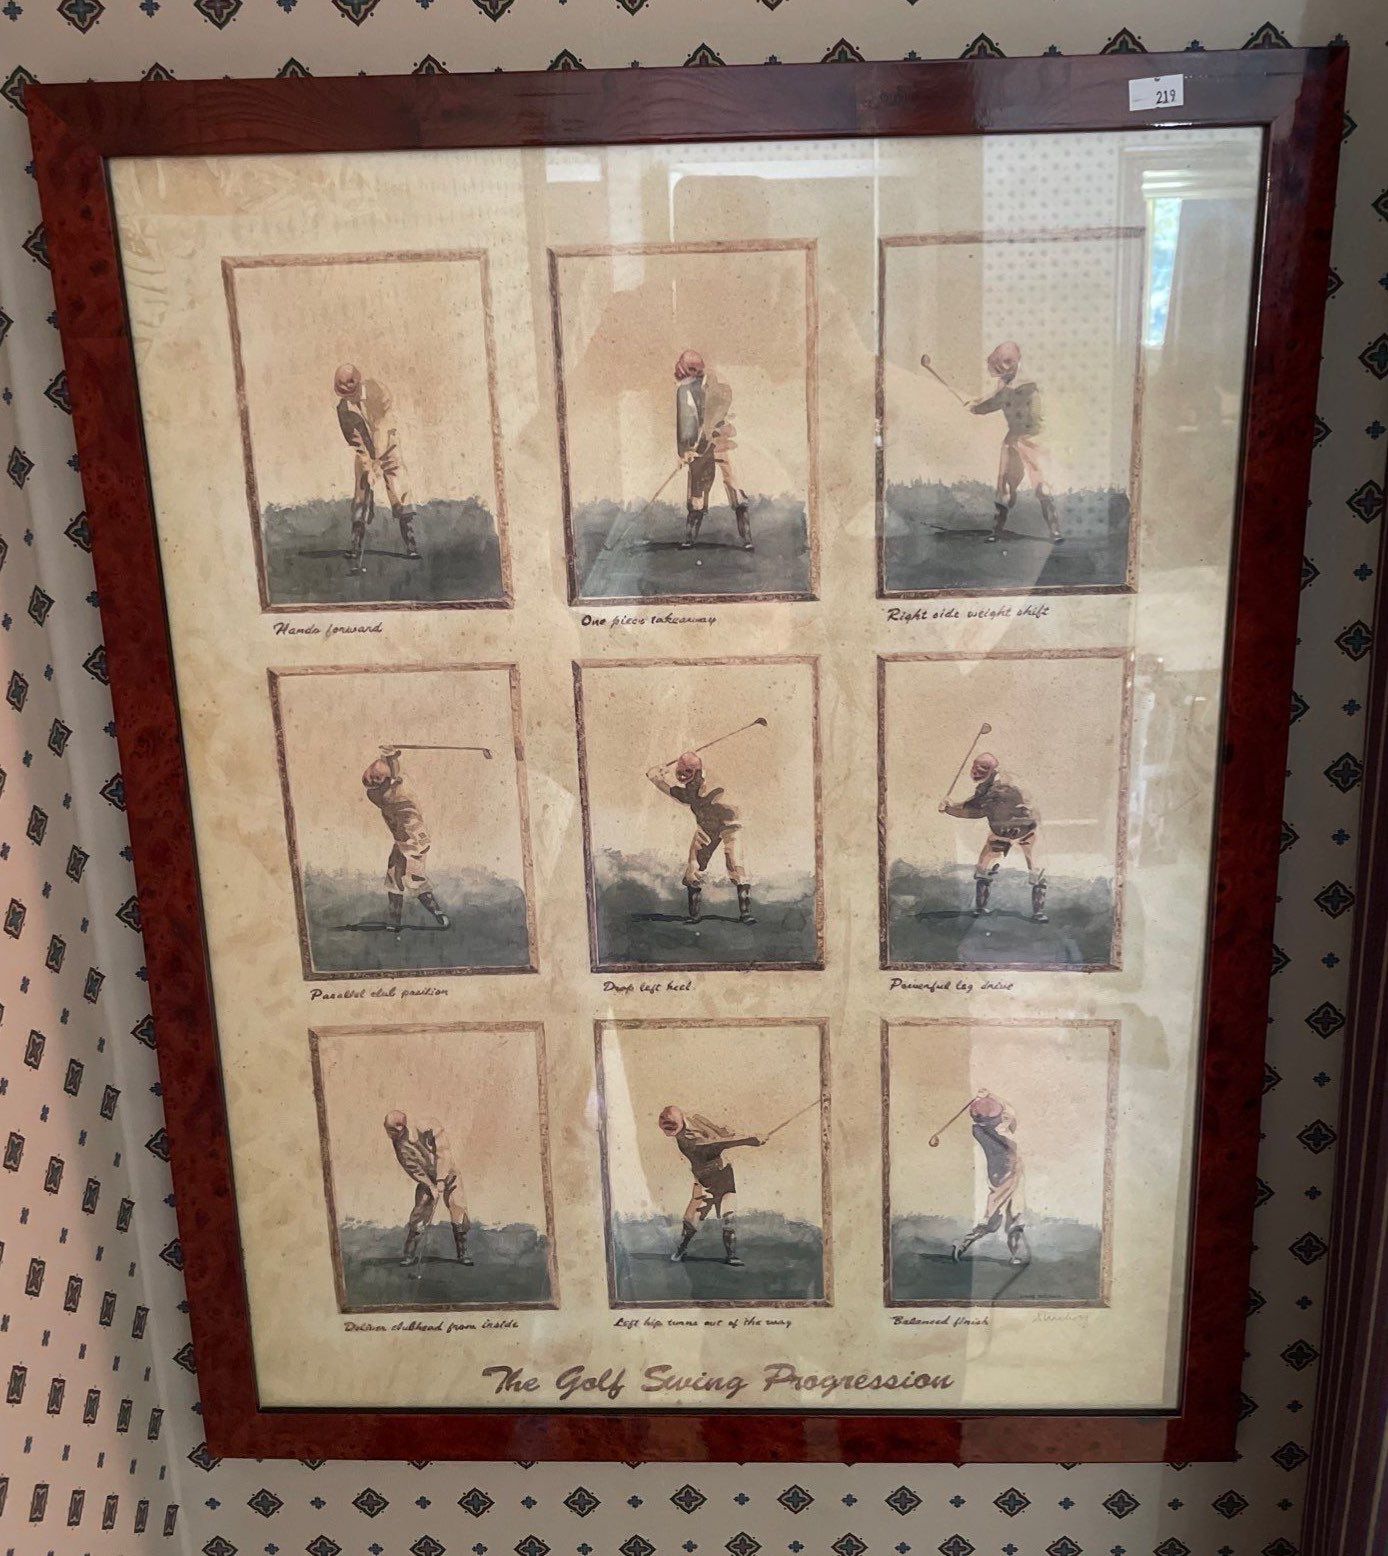 219
Hands forward
One piece takeaway
Right side weight shift
Parallel club position
Drop left heel
Powerful leg drive
Deliver clubhead from inside
Left hip turns out of the way
Balanced finish
The Golf Swing Progression